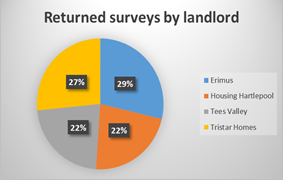 Returned surveys by landlord
27%
29%
22%
22%
Erimus
Housing Hartlepool
Tees Valley
Tristar Homes